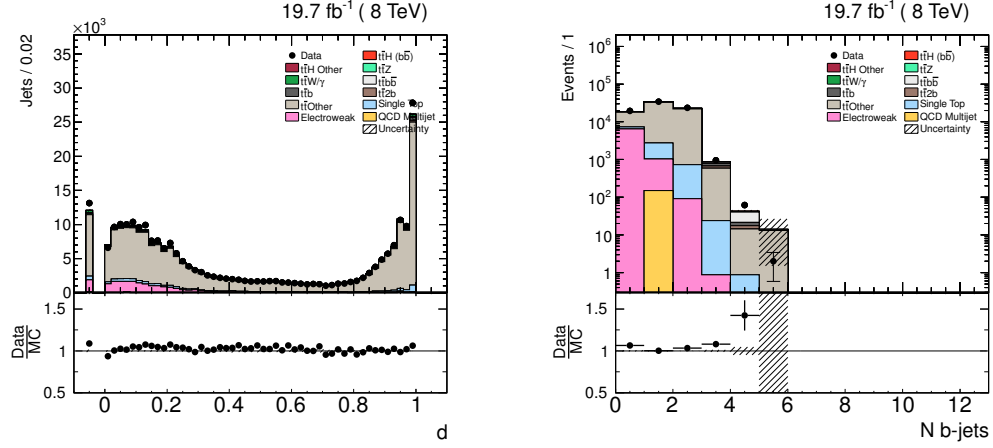 19.7 fb⁻¹ ( 8 TeV)
×10³
Jets / 0.02
35
30
25
20
15
10
5
0
Data
tt̄H Other
tt̄W/γ
tt̄b
tt̄Other
Electroweak
tt̄H (bb̄)
tt̄Z
tt̄bb̄
tt̄2b
Single Top
QCD Multijet
Uncertainty
Data
MC
1.5
1
0.5
0 0.2 0.4 0.6 0.8 1
d
19.7 fb⁻¹ ( 8 TeV)
Events / 1
10⁶
10⁵
10⁴
10³
10²
10
1
Data
tt̄H Other
tt̄W/γ
tt̄b
tt̄Other
Electroweak
tt̄H (bb̄)
tt̄Z
tt̄bb̄
tt̄2b
Single Top
QCD Multijet
Uncertainty
Data
MC
1.5
1
0.5
0 2 4 6 8 10 12
N b-jets